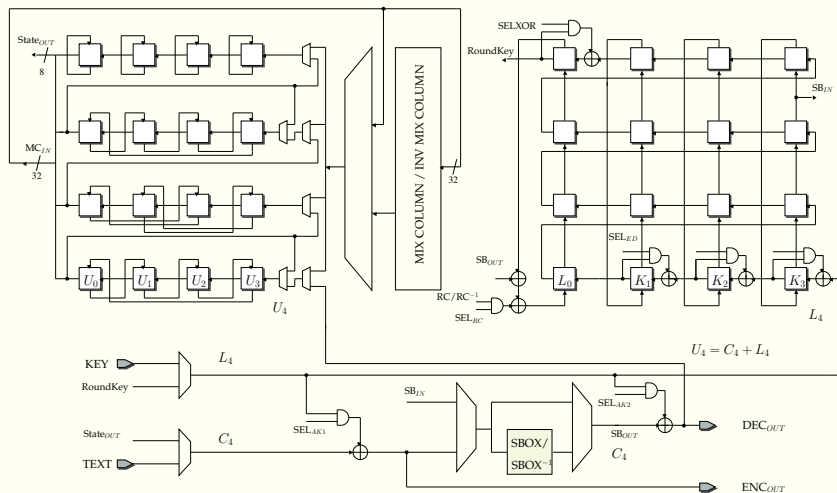 State_OUT
8
MC_IN
32
U_0 U_1 U_2 U_3
U_4
MIX COLUMN / INV MIX COLUMN
32
SELXOR
RoundKey
SB_IN
SEL_ED
SB_OUT
L_0 K_1 K_2 K_3
RC/RC^-1
SEL_RC
L_4
U_4 = C_4 + L_4
KEY
L_4
RoundKey
SB_IN
SEL_AK1
SEL_AK2
State_OUT
C_4
TEXT
SBOX/
SBOX^-1
SB_OUT
C_4
DEC_OUT
ENC_OUT